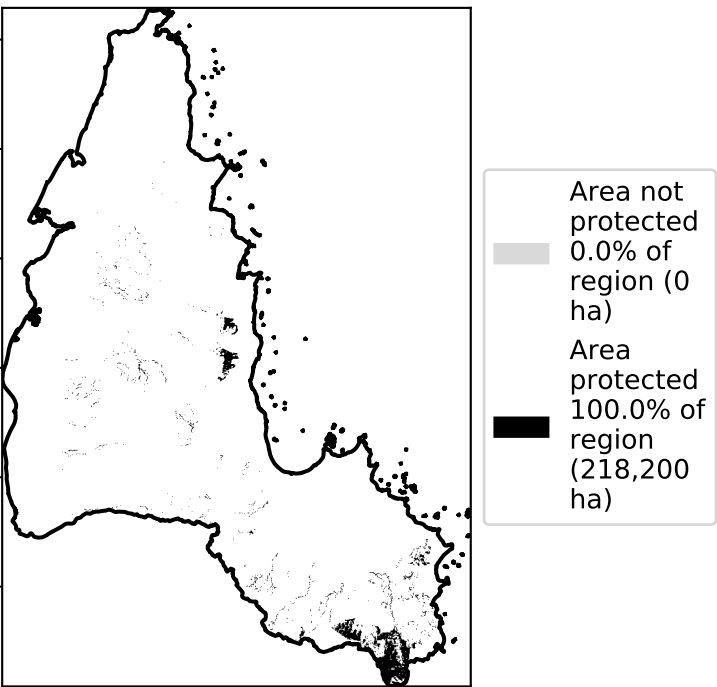 Area not
protected
0.0% of
region (0
ha)
Area
protected
100.0% of
region
(218,200
ha)